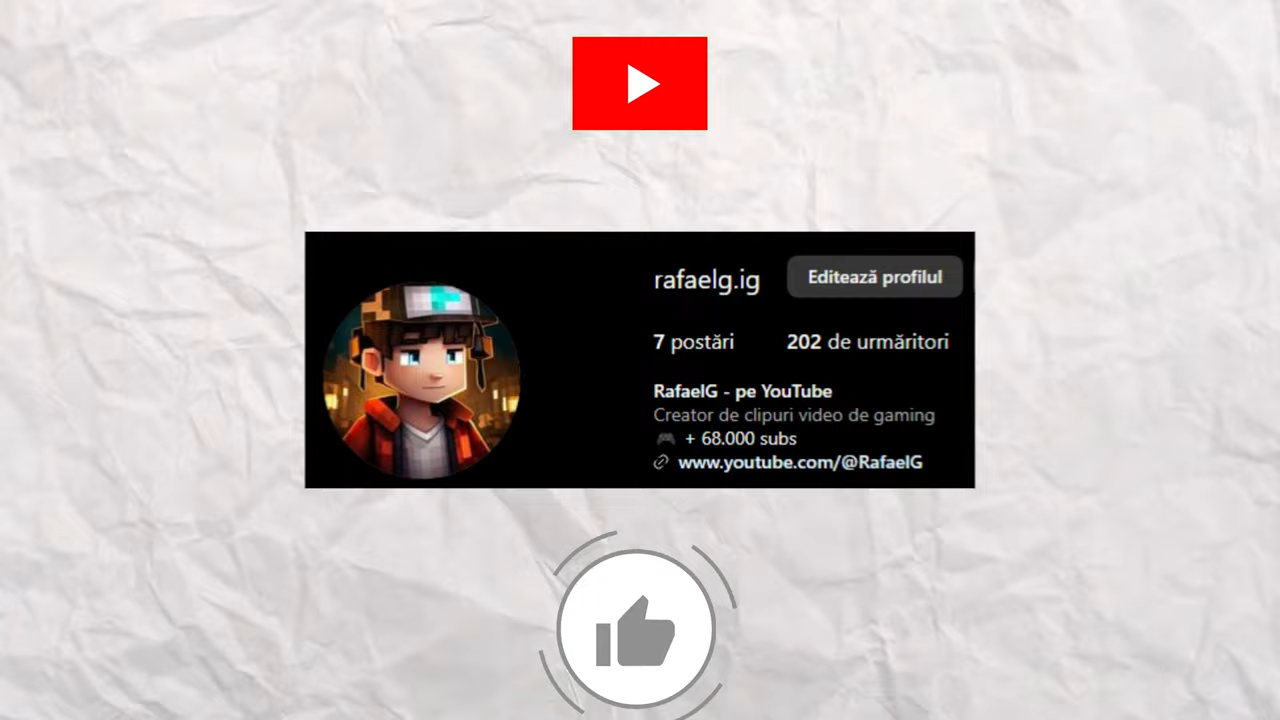 rafaelg.ig Editează profilul
7 postări 202 de urmăritori
RafaelG - pe YouTube
Creator de clipuri video de gaming
🎮 + 68.000 subs
www.youtube.com/@RafaelG